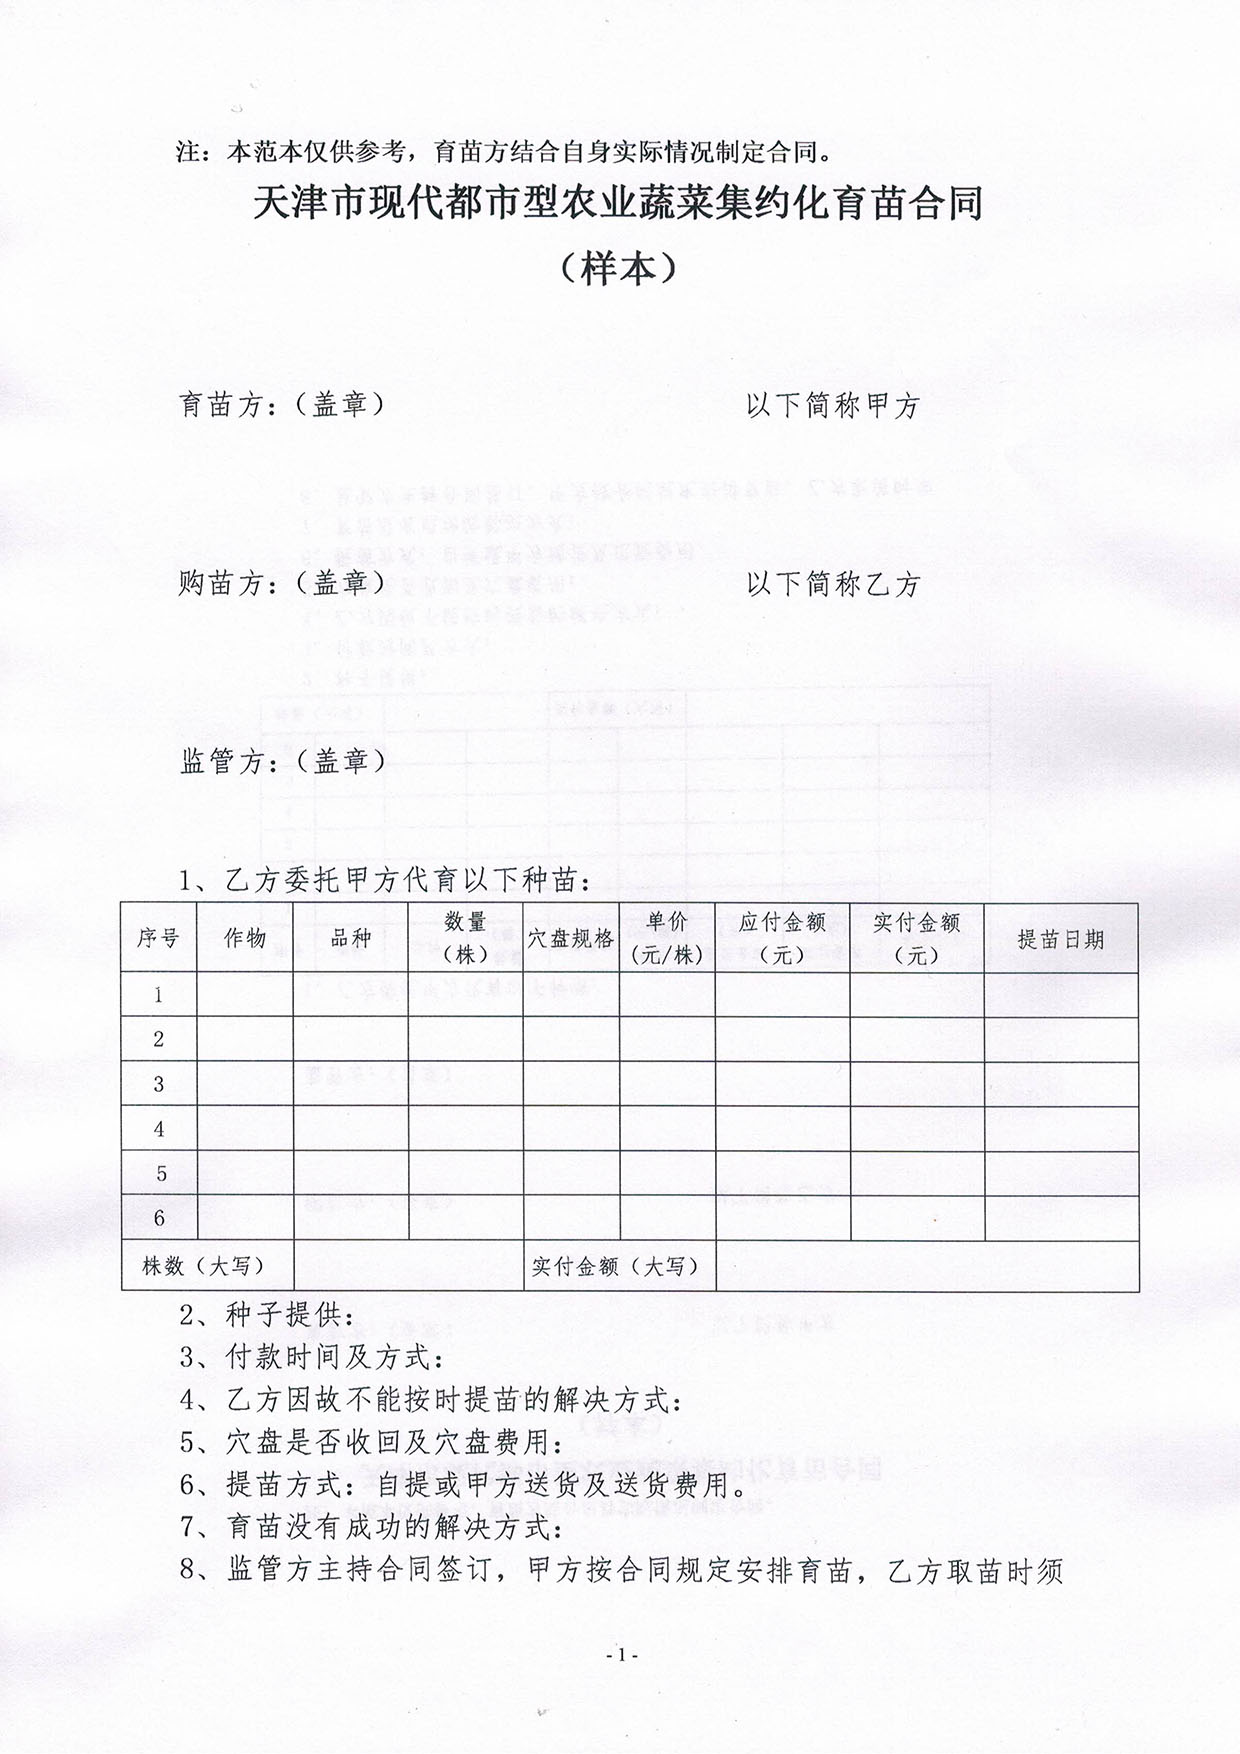 注：本范本仅供参考，育苗方结合自身实际情况制定合同。
天津市现代都市型农业蔬菜集约化育苗合同
（样本）
育苗方：（盖章） 以下简称甲方
购苗方：（盖章） 以下简称乙方
监管方：（盖章）
1、乙方委托甲方代育以下种苗：
序号 作物 品种 数量（株） 穴盘规格 单价(元/株) 应付金额（元） 实付金额（元） 提苗日期
1
2
3
4
5
6
株数（大写） 实付金额（大写）
2、种子提供：
3、付款时间及方式：
4、乙方因故不能按时提苗的解决方式：
5、穴盘是否收回及穴盘费用：
6、提苗方式：自提或甲方送货及送货费用。
7、育苗没有成功的解决方式：
8、监管方主持合同签订，甲方按合同规定安排育苗，乙方取苗时须
- 1 -